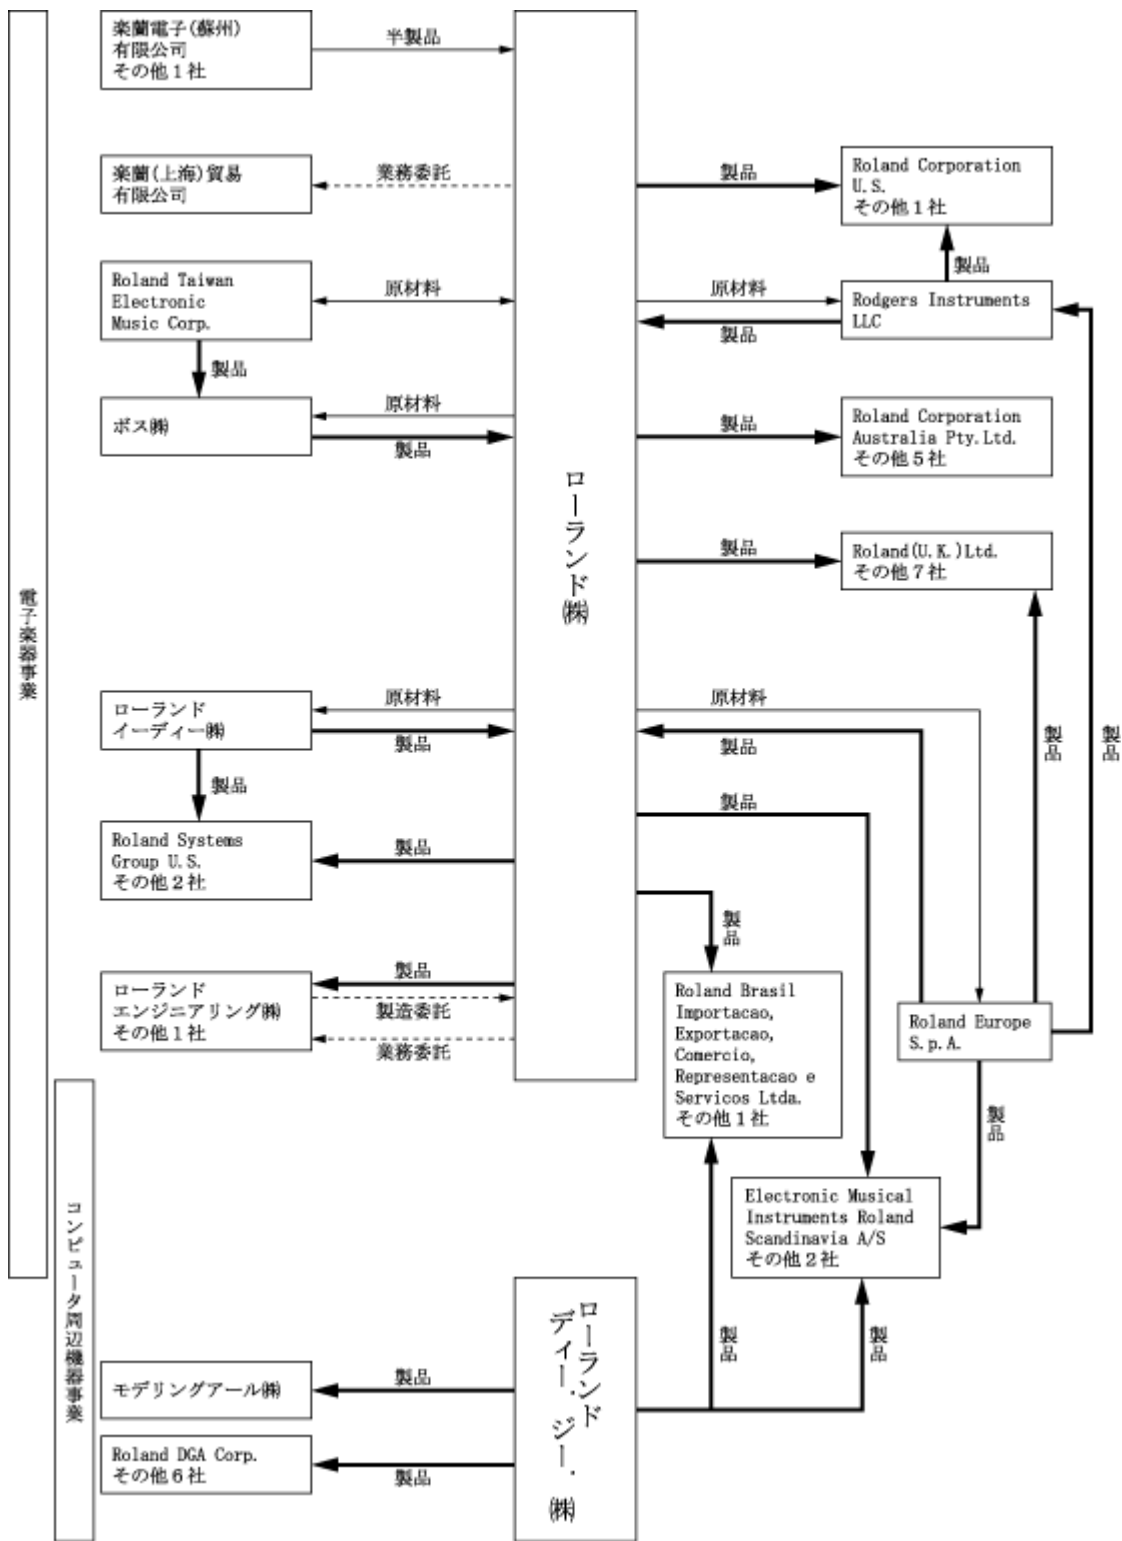 電子楽器事業
コンピュータ周辺機器事業
楽蘭電子(蘇州)
有限公司
その他1社
半製品
楽蘭(上海)貿易
有限公司
業務委託
Roland Taiwan
Electronic
Music Corp.
原材料
製品
ボス㈱
原材料
製品
ローランド
イーディー㈱
原材料
製品
製品
Roland Systems
Group U.S.
その他2社
製品
ローランド
エンジニアリング㈱
その他1社
製品
製造委託
業務委託
ローランド㈱
製品
Roland Corporation
U.S.
その他1社
製品
原材料
製品
Rodgers Instruments
LLC
製品
Roland Corporation
Australia Pty.Ltd.
その他5社
製品
Roland(U.K.)Ltd.
その他7社
原材料
製品
製品
製品
製品
製品
Roland Brasil
Importacao,
Exportacao,
Comercio,
Representacao e
Servicos Ltda.
その他1社
Roland Europe
S.p.A.
製品
Electronic Musical
Instruments Roland
Scandinavia A/S
その他2社
製品
製品
ローランド
ディー.ジー.㈱
モデリングアール㈱
製品
Roland DGA Corp.
その他6社
製品